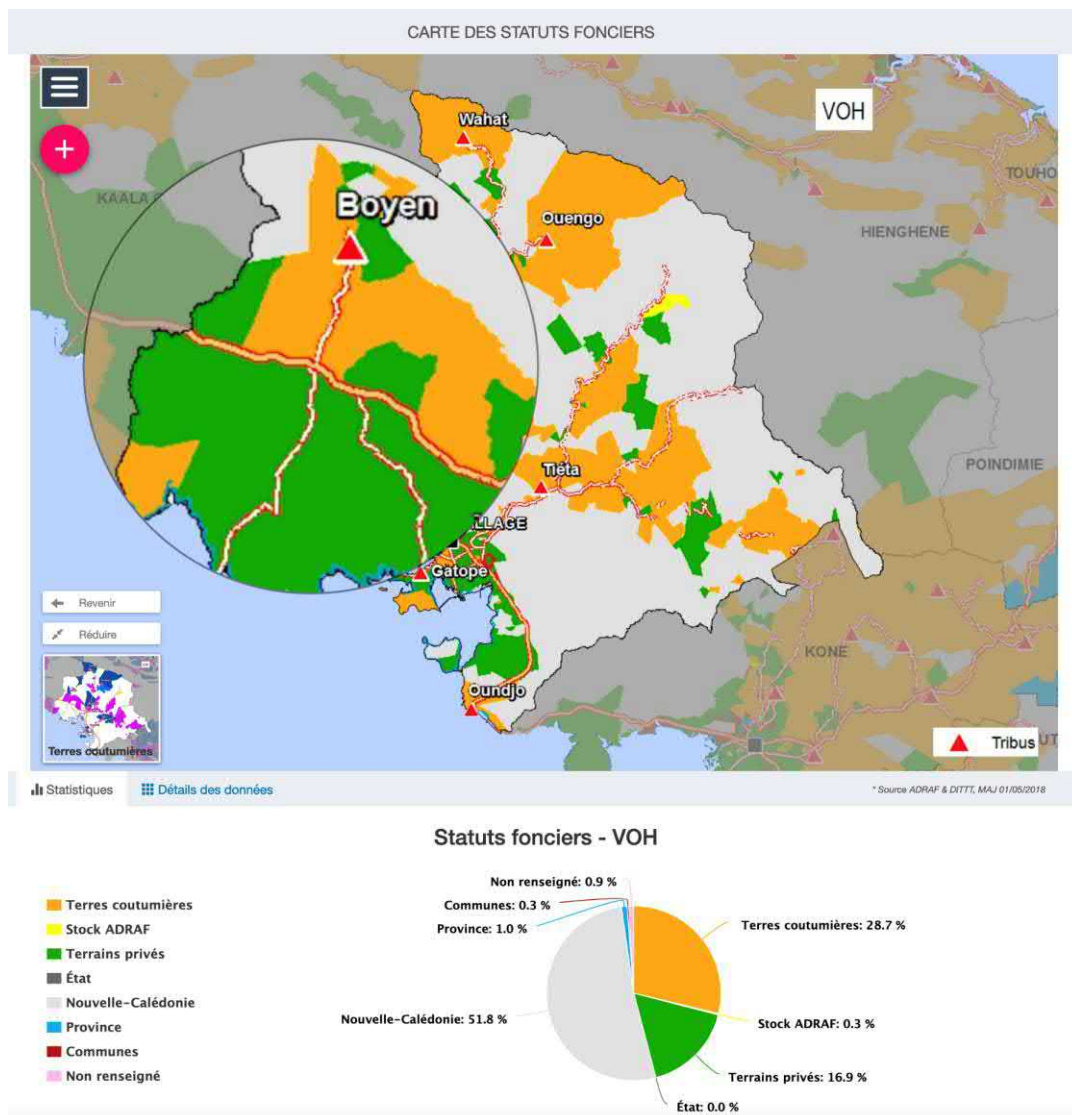 CARTE DES STATUTS FONCIERS
Wahat
VOH
TOUHO
KAALA
Boyen
Ouengo
HIENGHENE
POINDIMIE
Tiéta
LLAGE
Gatope
Revenir
Réduire
KONE
Oundjo
Terres coutumières
Tribus
Statistiques
Détails des données
* Source ADRAF & DITTT, MAJ 01/05/2018
Statuts fonciers - VOH
Terres coutumières
Stock ADRAF
Terrains privés
État
Nouvelle-Calédonie
Province
Communes
Non renseigné
Non renseigné: 0.9 %
Communes: 0.3 %
Province: 1.0 %
Nouvelle-Calédonie: 51.8 %
Terres coutumières: 28.7 %
Stock ADRAF: 0.3 %
Terrains privés: 16.9 %
État: 0.0 %